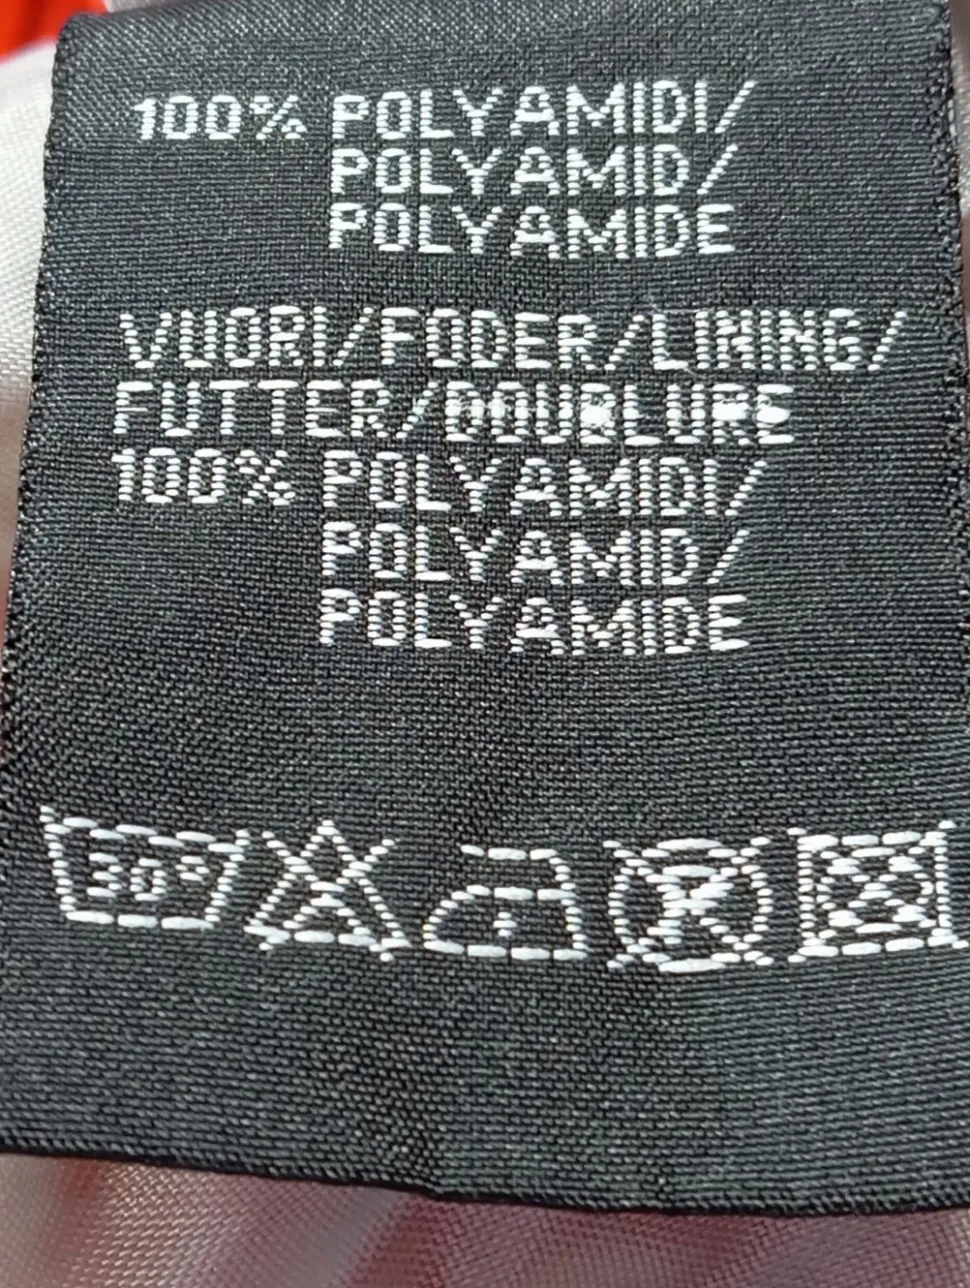 100% POLYAMIDI/
POLYAMID/
POLYAMIDE
VUORI/FODER/LINING/
FUTTER/DOUBLURE
100% POLYAMIDI/
POLYAMID/
POLYAMIDE
30°